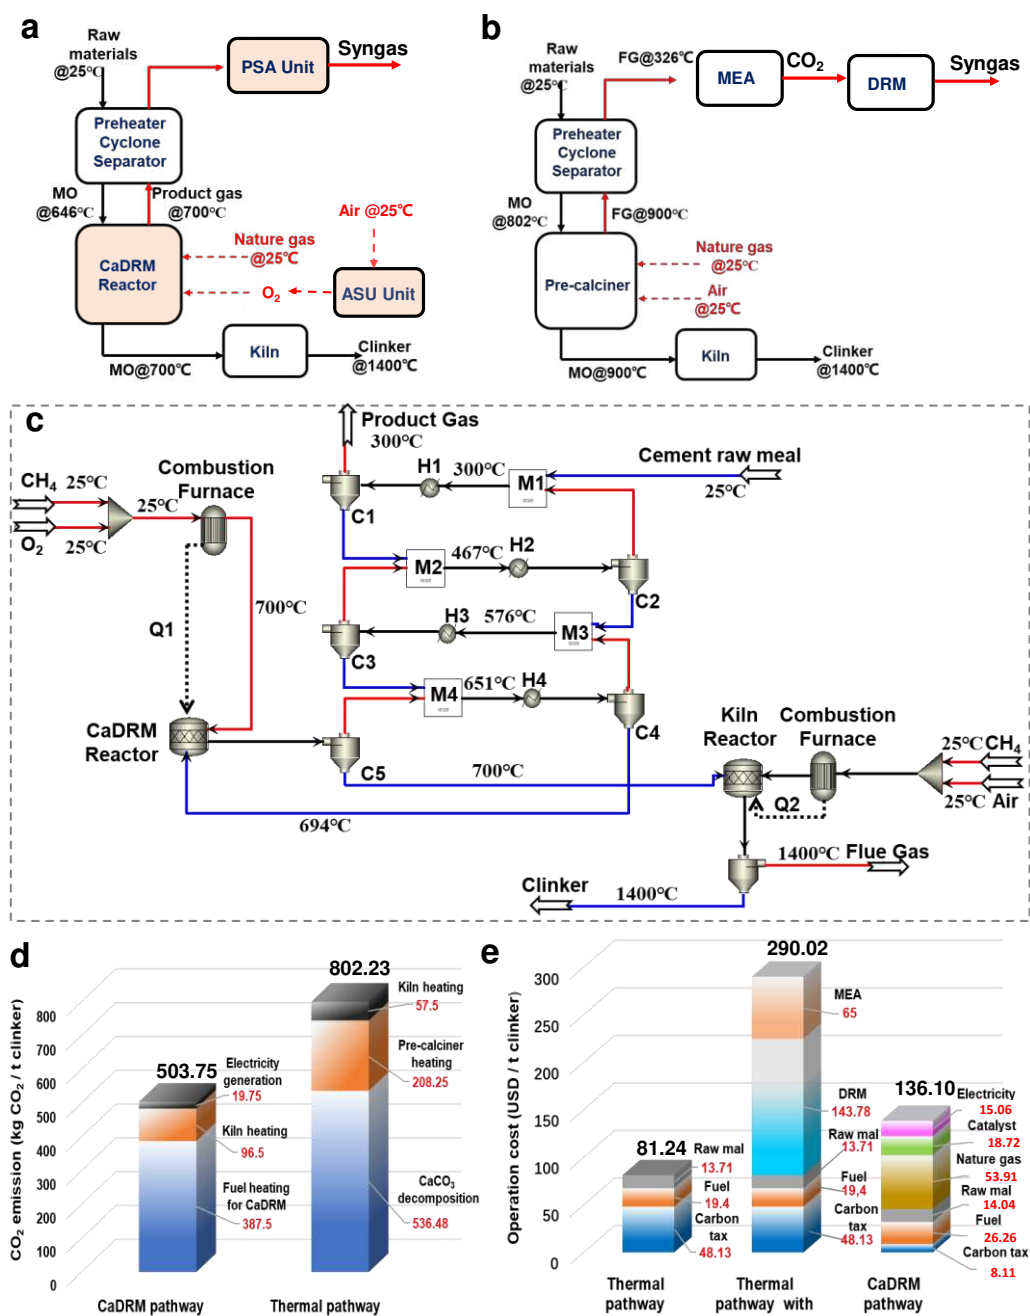 a
Raw
materials
@25℃
PSA Unit
Syngas
Preheater
Cyclone
Separator
MO
@646℃
Product gas
@700℃
Air @25℃
CaDRM
Reactor
Nature gas
@25℃
O2
ASU Unit
MO@700℃
Kiln
Clinker
@1400℃
b
Raw
materials
@25℃
FG@326℃
MEA
CO2
DRM
Syngas
Preheater
Cyclone
Separator
MO
@802℃
FG@900℃
Pre-calciner
Nature gas
@25℃
Air
@25℃
MO@900℃
Kiln
Clinker
@1400℃
c
Product Gas
300℃
CH4
25℃
O2
25℃
25℃
Combustion
Furnace
700℃
Q1
CaDRM
Reactor
C1
H1
300℃
M1
Cement raw meal
25℃
M2
467℃
H2
C2
C3
H3
576℃
M3
M4
651℃
H4
C4
C5
700℃
694℃
Kiln
Reactor
Combustion
Furnace
25℃
CH4
25℃
Air
Q2
1400℃
Flue Gas
Clinker
1400℃
d
CO2 emission (kg CO2 / t clinker)
800
700
600
500
400
300
200
100
0
503.75
Electricity
generation
19.75
Kiln heating
96.5
Fuel heating
for CaDRM
387.5
802.23
Kiln heating
57.5
Pre-calciner
heating
208.25
CaCO3
decomposition
536.48
CaDRM pathway
Thermal pathway
e
Operation cost (USD / t clinker)
300
250
200
150
100
50
0
81.24
Raw mal
13.71
Fuel
19.4
Carbon
tax
48.13
290.02
MEA
65
DRM
143.78
Raw mal
13.71
Fuel
19,4
Carbon
tax
48.13
136.10
Electricity
15.06
Catalyst
18.72
Nature gas
53.91
Raw mal
14.04
Fuel
26.26
Carbon tax
8.11
Thermal
pathway
Thermal
pathway with
CaDRM
pathway